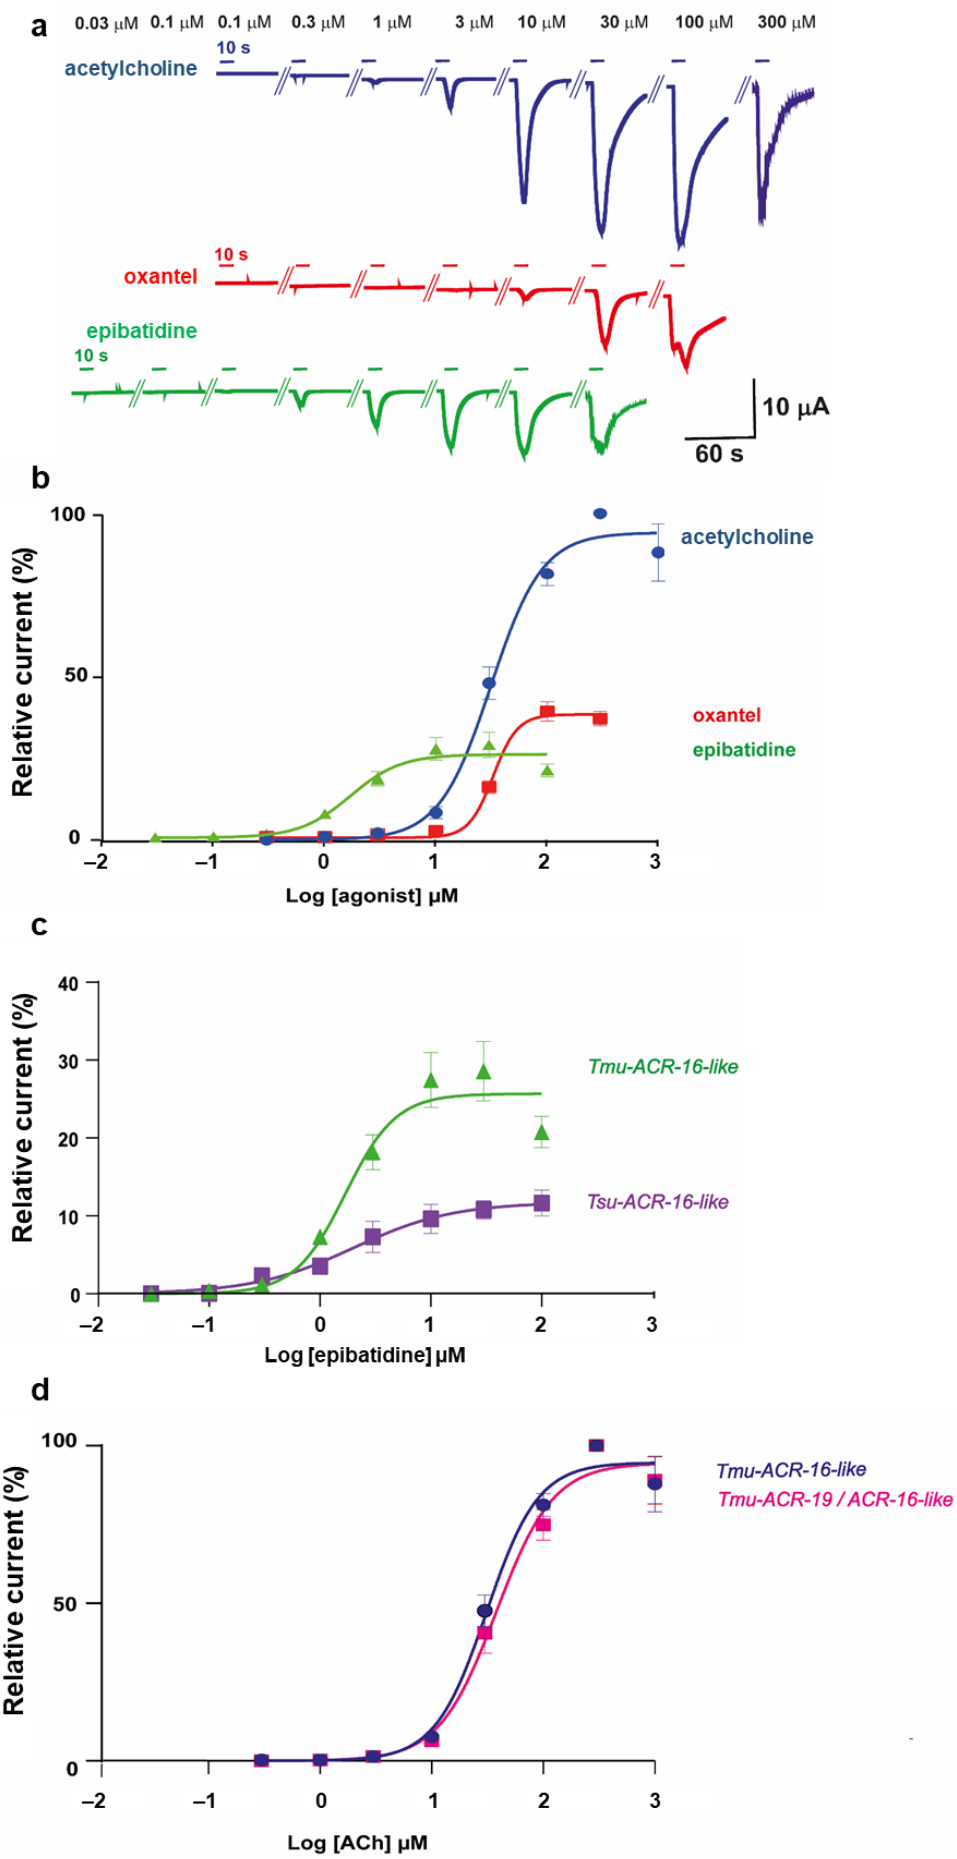 a
0.03 μM 0.1 μM 0.1 μM 0.3 μM 1 μM 3 μM 10 μM 30 μM 100 μM 300 μM
10 s
acetylcholine
10 s
oxantel
epibatidine
10 s
10 μA
60 s
b
100
acetylcholine
Relative current (%)
50
oxantel
epibatidine
0
–2 –1 0 1 2 3
Log [agonist] μM
c
40
Relative current (%)
30
Tmu-ACR-16-like
20
Tsu-ACR-16-like
10
0
–2 –1 0 1 2 3
Log [epibatidine] μM
d
100
Tmu-ACR-16-like
Tmu-ACR-19 / ACR-16-like
Relative current (%)
50
0
–2 –1 0 1 2 3
Log [ACh] μM